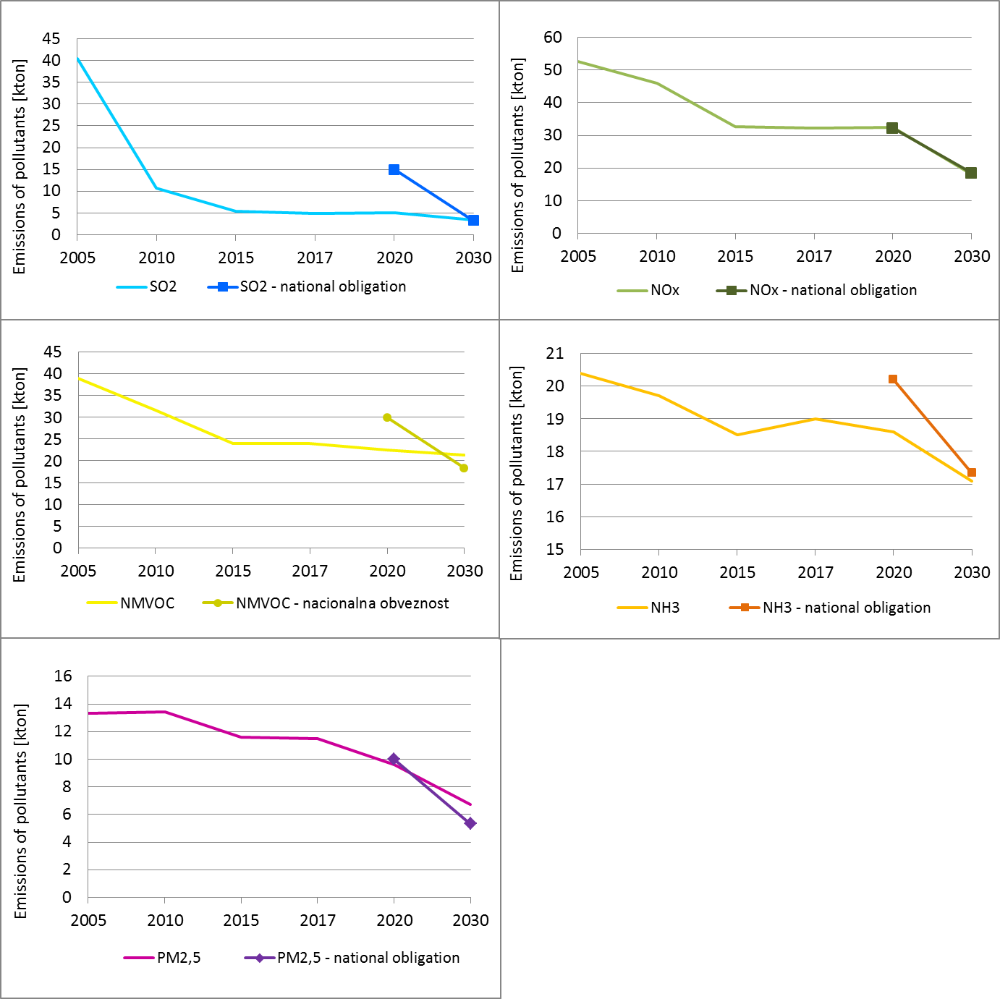 Emissions of pollutants [kton]
45
40
35
30
25
20
15
10
5
0
2005 2010 2015 2017 2020 2030
SO2 SO2 - national obligation
Emissions of pollutants [kton]
60
50
40
30
20
10
0
2005 2010 2015 2017 2020 2030
NOx NOx - national obligation
Emissions of pollutants [kton]
45
40
35
30
25
20
15
10
5
0
2005 2010 2015 2017 2020 2030
NMVOC NMVOC - nacionalna obveznost
Emissions of pollutants [kton]
21
20
19
18
17
16
15
2005 2010 2015 2017 2020 2030
NH3 NH3 - national obligation
Emissions of pollutants [kton]
16
14
12
10
8
6
4
2
0
2005 2010 2015 2017 2020 2030
PM2,5 PM2,5 - national obligation